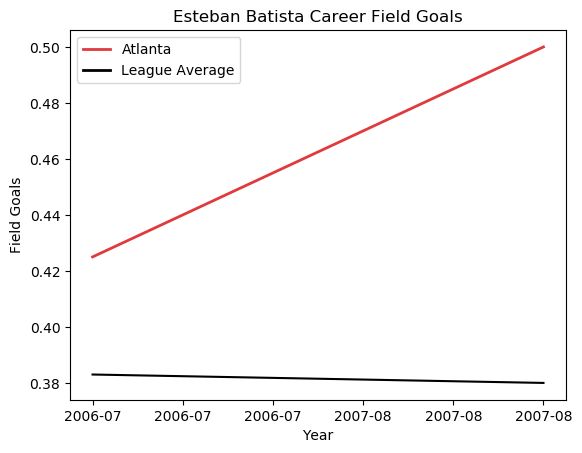 Esteban Batista Career Field Goals
Atlanta
League Average
Field Goals
0.50
0.48
0.46
0.44
0.42
0.40
0.38
2006-07 2006-07 2006-07 2007-08 2007-08 2007-08
Year